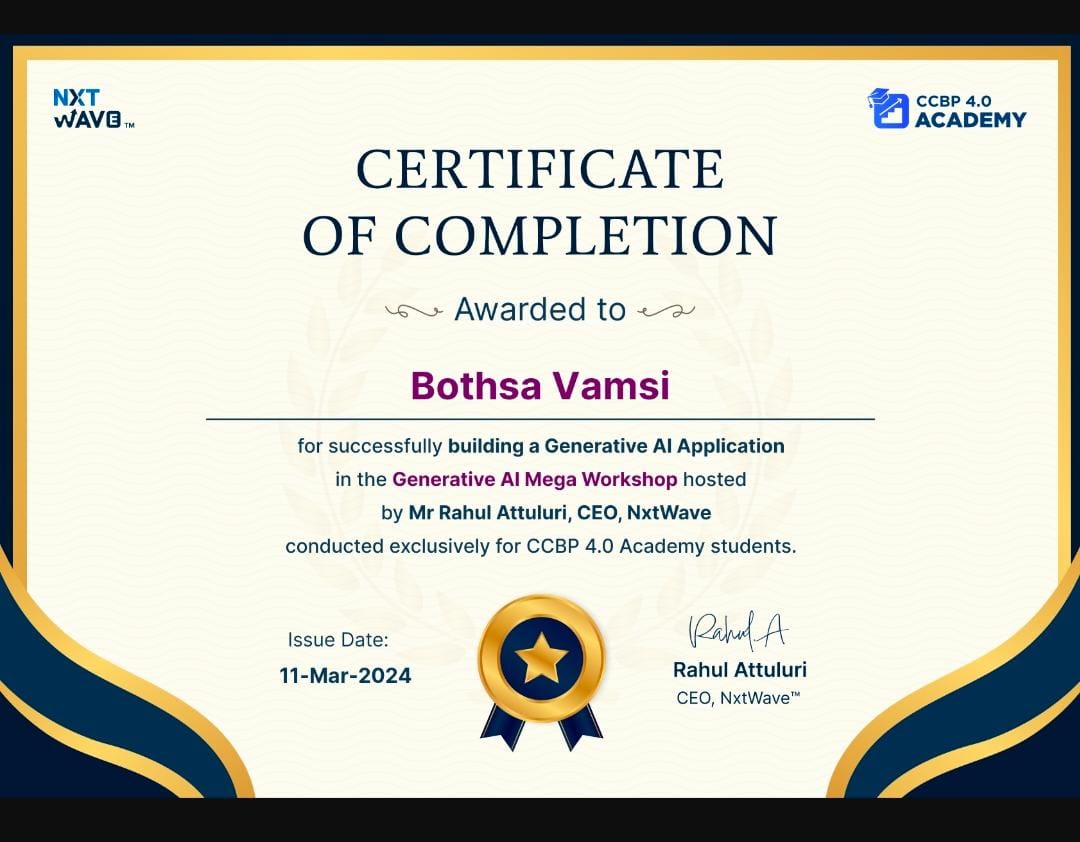 NXT
WAVE™
CCBP 4.0
ACADEMY
CERTIFICATE
OF COMPLETION
Awarded to
Bothsa Vamsi
for successfully building a Generative AI Application
in the Generative AI Mega Workshop hosted
by Mr Rahul Attuluri, CEO, NxtWave
conducted exclusively for CCBP 4.0 Academy students.
Issue Date:
11-Mar-2024
Rahul A
Rahul Attuluri
CEO, NxtWave™